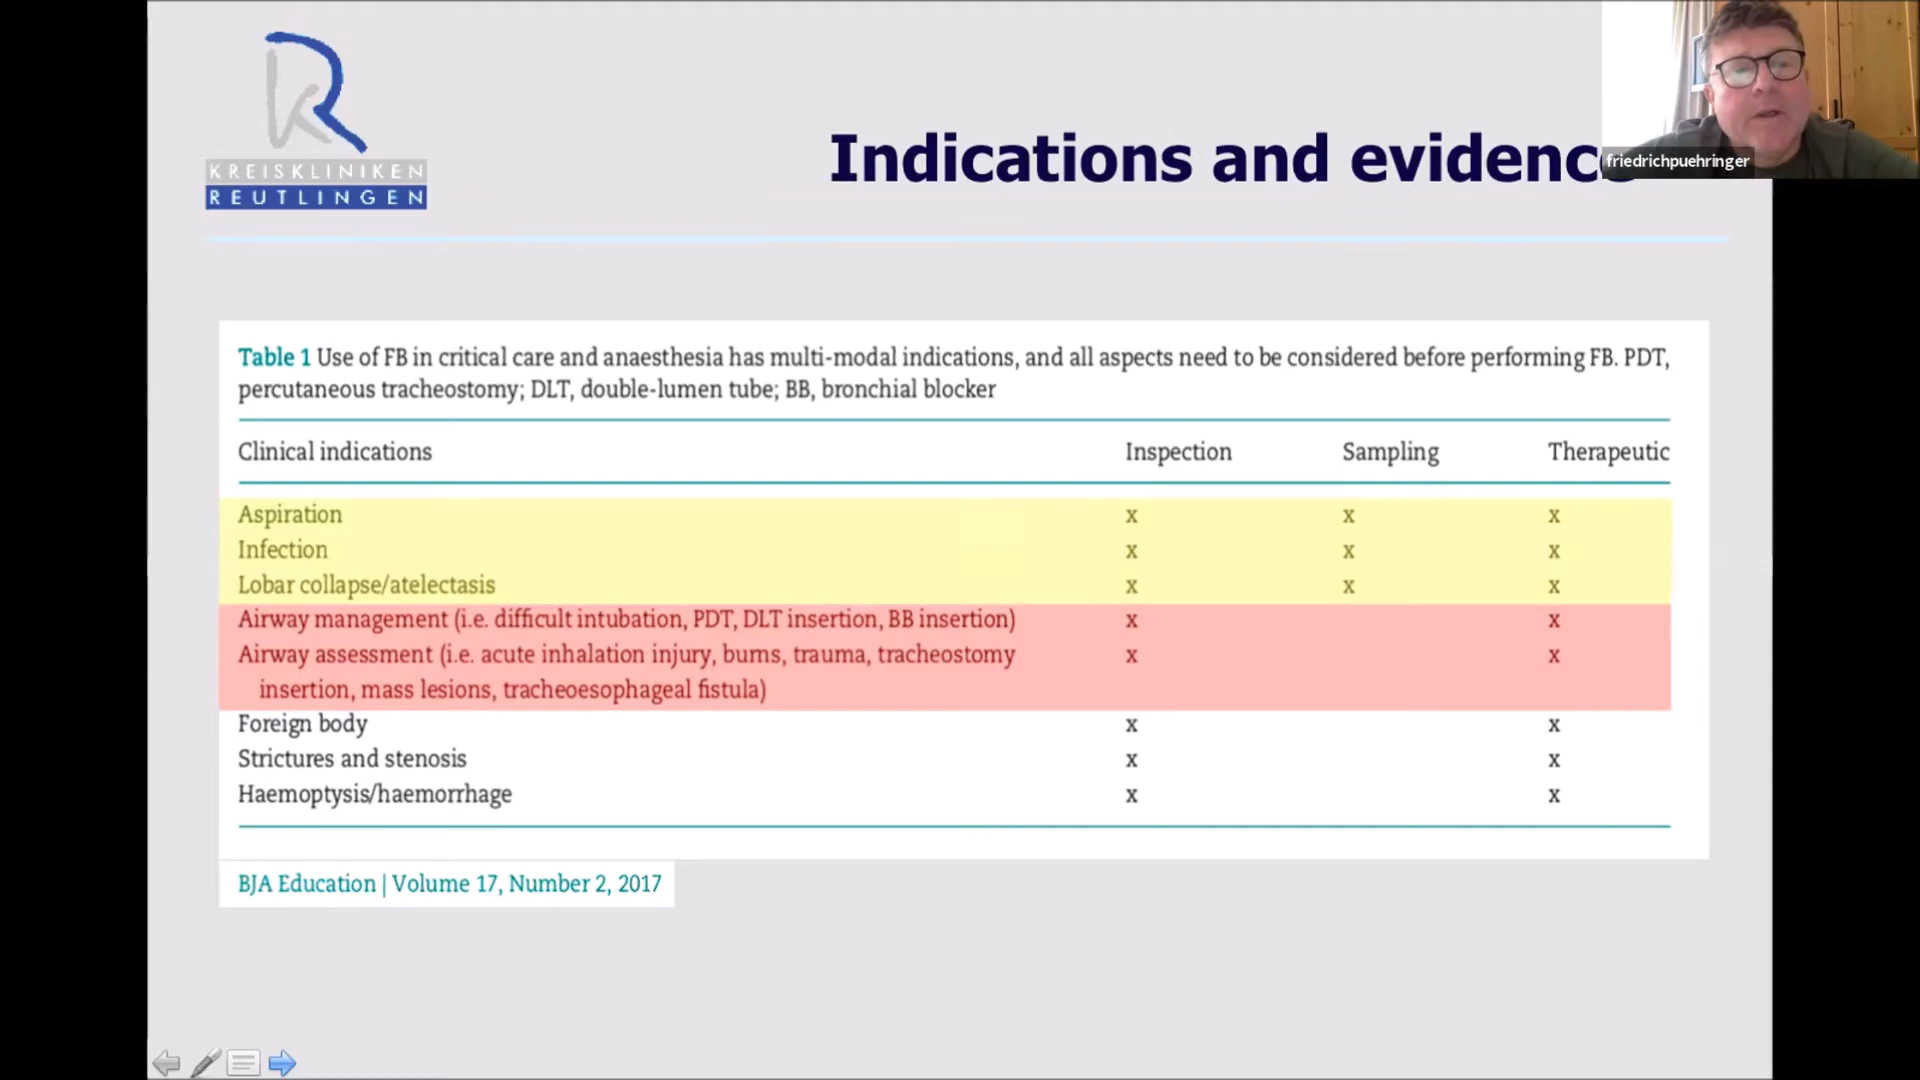 KREISKLINIKEN
REUTLINGEN
Indications and evidence
friedrichpuehringer
Table 1 Use of FB in critical care and anaesthesia has multi-modal indications, and all aspects need to be considered before performing FB. PDT,
percutaneous tracheostomy; DLT, double-lumen tube; BB, bronchial blocker
Clinical indications Inspection Sampling Therapeutic
Aspiration x x x
Infection x x x
Lobar collapse/atelectasis x x x
Airway management (i.e. difficult intubation, PDT, DLT insertion, BB insertion) x x
Airway assessment (i.e. acute inhalation injury, burns, trauma, tracheostomy x x
insertion, mass lesions, tracheoesophageal fistula)
Foreign body x x
Strictures and stenosis x x
Haemoptysis/haemorrhage x x
BJA Education | Volume 17, Number 2, 2017